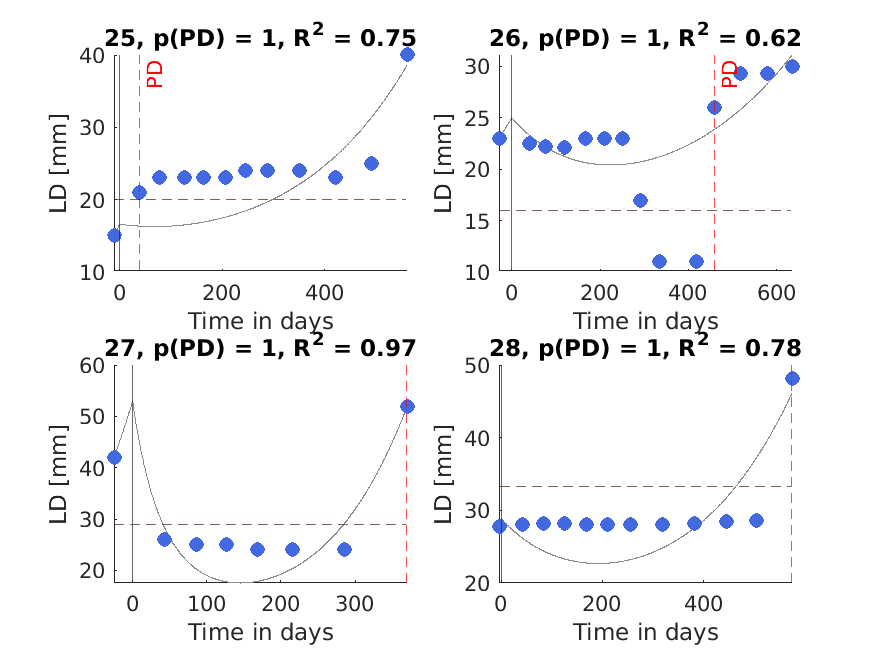 25, p(PD) = 1, R² = 0.75
40
30
20
10
LD [mm]
PD
0
200
400
Time in days
26, p(PD) = 1, R² = 0.62
30
25
20
15
10
LD [mm]
PD
0
200
400
600
Time in days
27, p(PD) = 1, R² = 0.97
60
50
40
30
20
LD [mm]
0
100
200
300
Time in days
28, p(PD) = 1, R² = 0.78
50
40
30
20
LD [mm]
0
200
400
Time in days